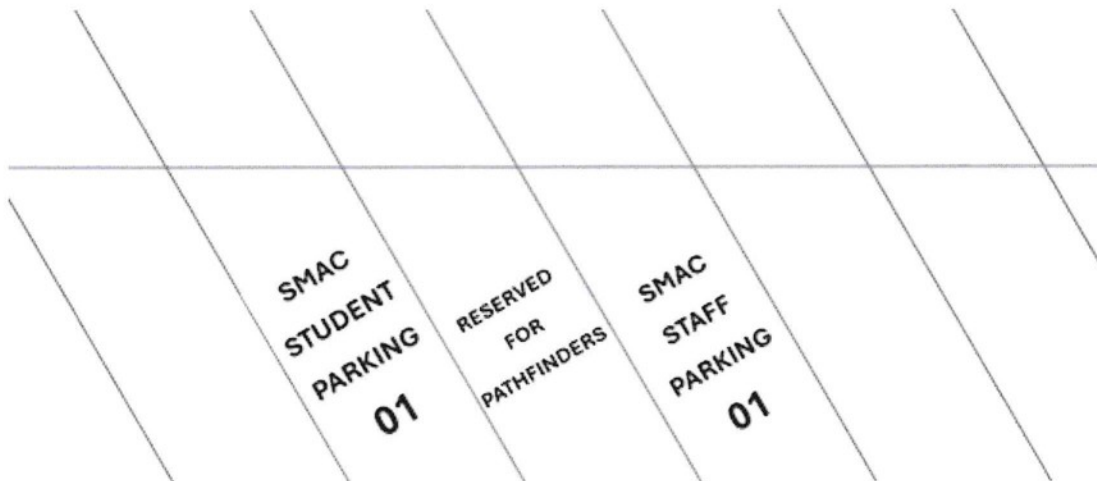 SMAC
STUDENT
PARKING
01
RESERVED
FOR
PATHFINDERS
SMAC
STAFF
PARKING
01